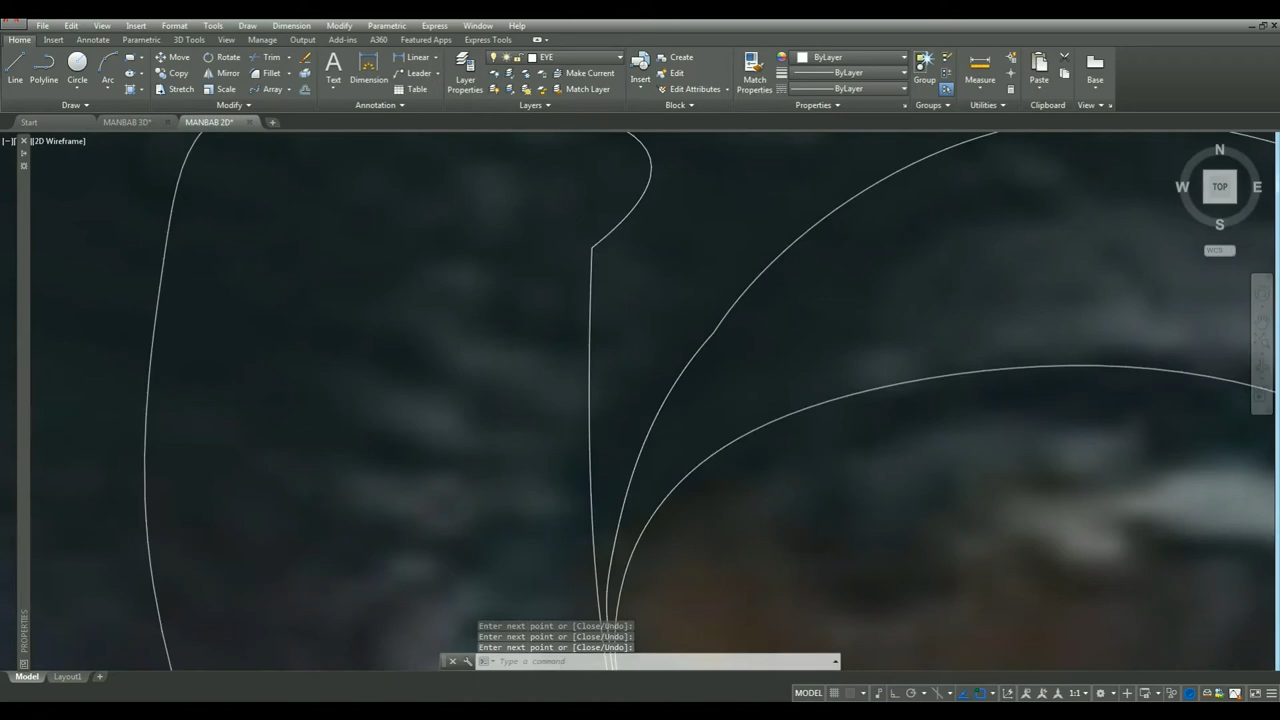 File Edit View Insert Format Tools Draw Dimension Modify Parametric Express Window Help
Home Insert Annotate Parametric 3D Tools View Manage Output Add-ins A360 Featured Apps Express Tools
Line Polyline Circle Arc
Move Rotate Trim
Copy Mirror Fillet
Stretch Scale Array
Text Dimension
Linear
Leader
Table
Layer Properties
EYE
Make Current
Match Layer
Insert
Create
Edit
Edit Attributes
Match Properties
ByLayer
ByLayer
ByLayer
Group
Measure
Paste
Base
Draw Modify Annotation Layers Block Properties Groups Utilities Clipboard View
Start MANBAB 3D* MANBAB 2D*
[−][ ][2D Wireframe]
N
W TOP E
S
WCS
PROPERTIES
Enter next point or [Close/Undo]:
Enter next point or [Close/Undo]:
Enter next point or [Close/Undo]:
Type a command
Model Layout1
MODEL 1:1